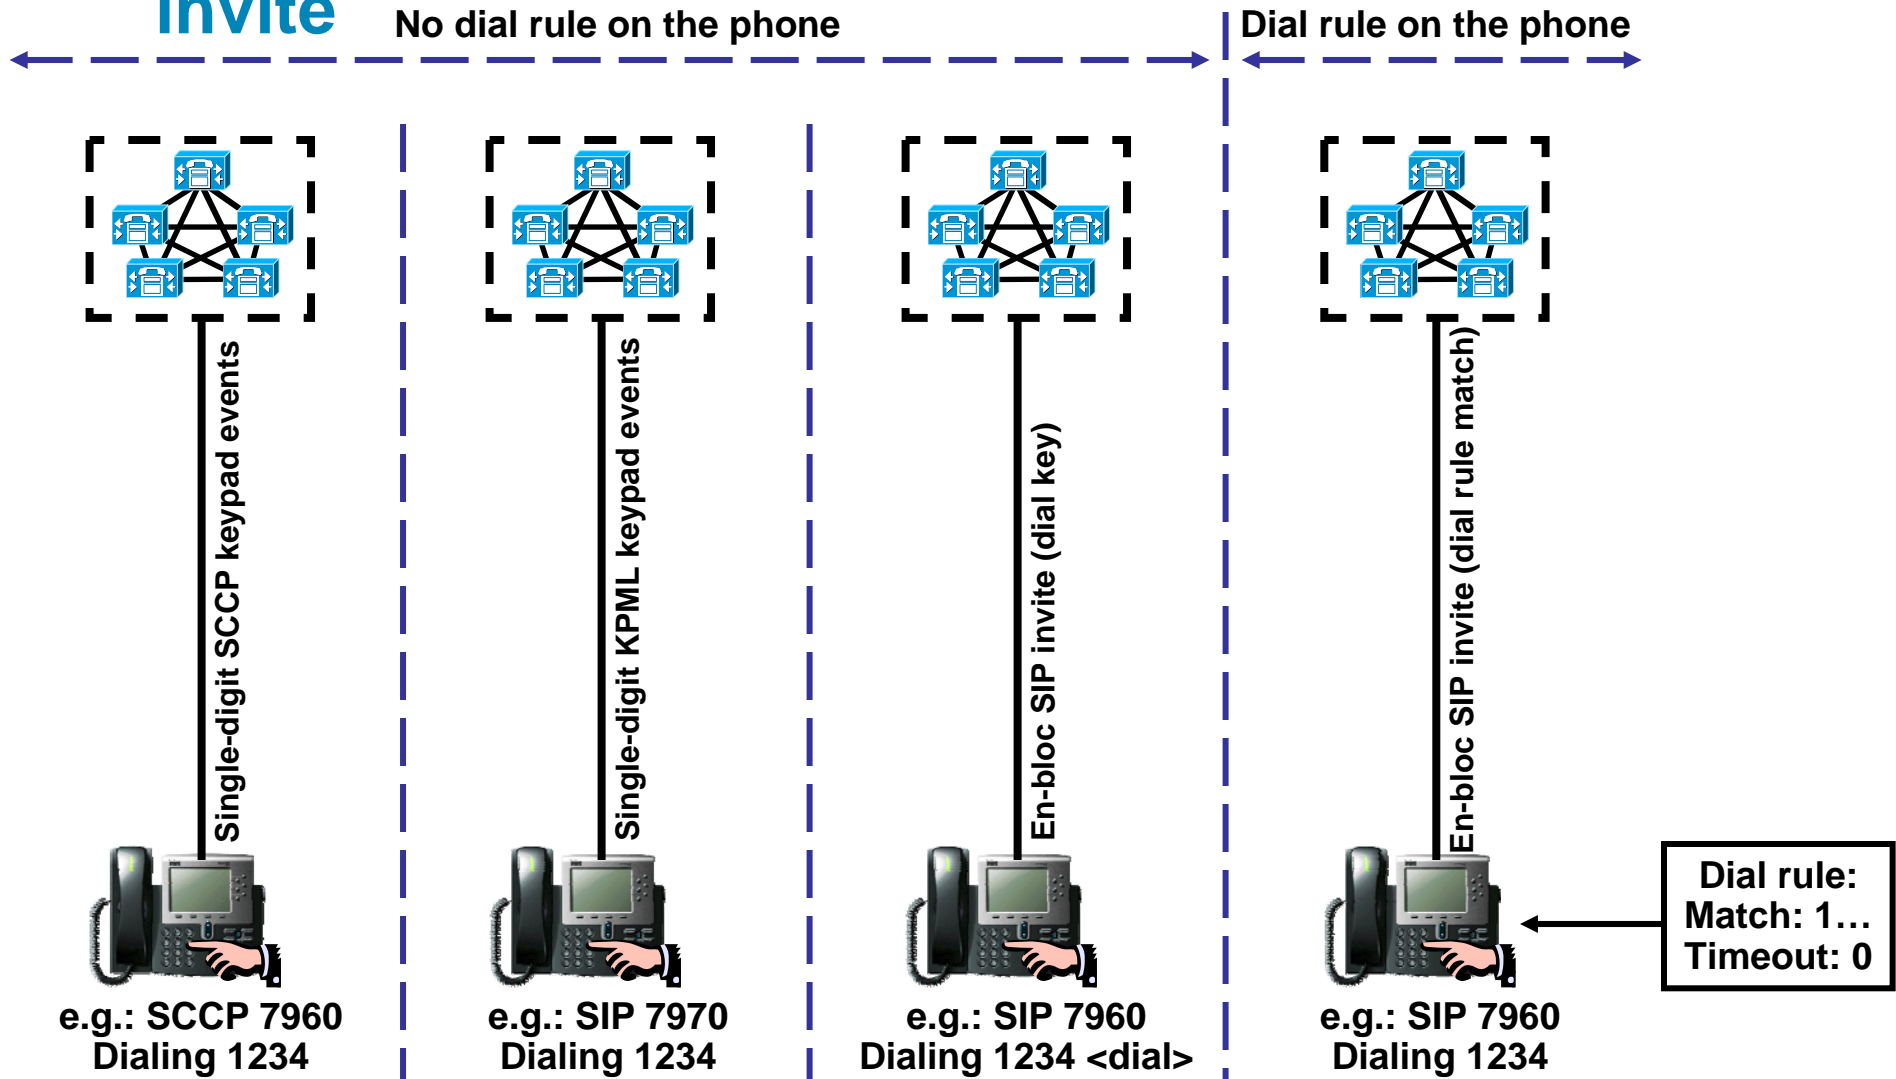 Invite
No dial rule on the phone
Dial rule on the phone
Single-digit SCCP keypad events
Single-digit KPML keypad events
En-bloc SIP invite (dial key)
En-bloc SIP invite (dial rule match)
e.g.: SCCP 7960
Dialing 1234
e.g.: SIP 7970
Dialing 1234
e.g.: SIP 7960
Dialing 1234 <dial>
e.g.: SIP 7960
Dialing 1234
Dial rule:
Match: 1…
Timeout: 0